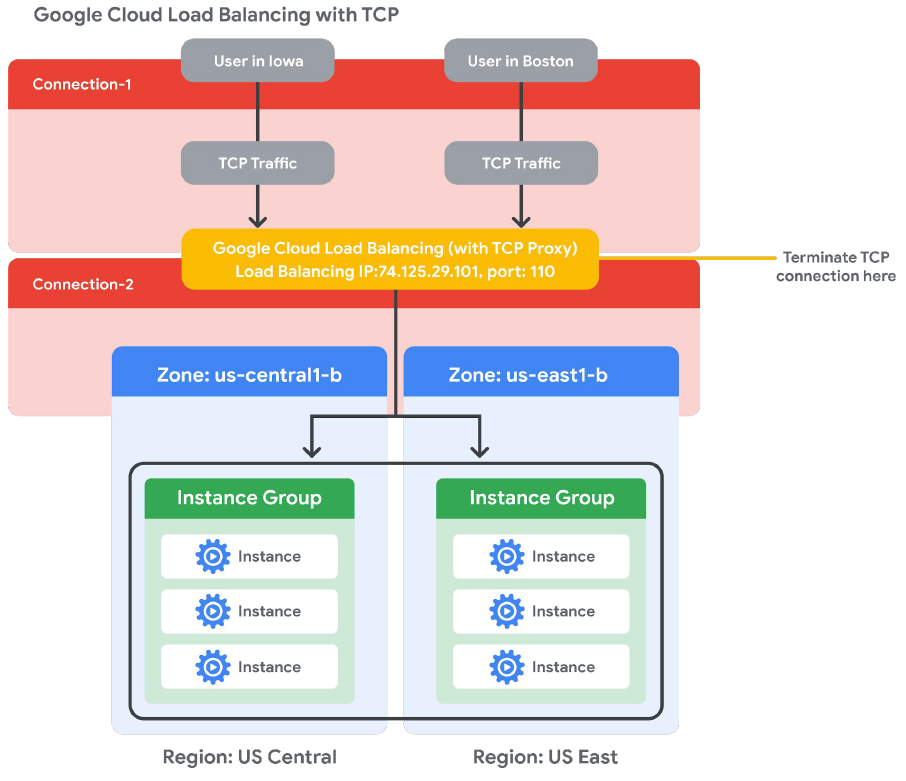 Google Cloud Load Balancing with TCP
User in Iowa
User in Boston
Connection-1
TCP Traffic
TCP Traffic
Google Cloud Load Balancing (with TCP Proxy)
Load Balancing IP:74.125.29.101, port: 110
Terminate TCP
connection here
Connection-2
Zone: us-central1-b
Zone: us-east1-b
Instance Group
Instance Group
Instance
Instance
Instance
Instance
Instance
Instance
Region: US Central
Region: US East